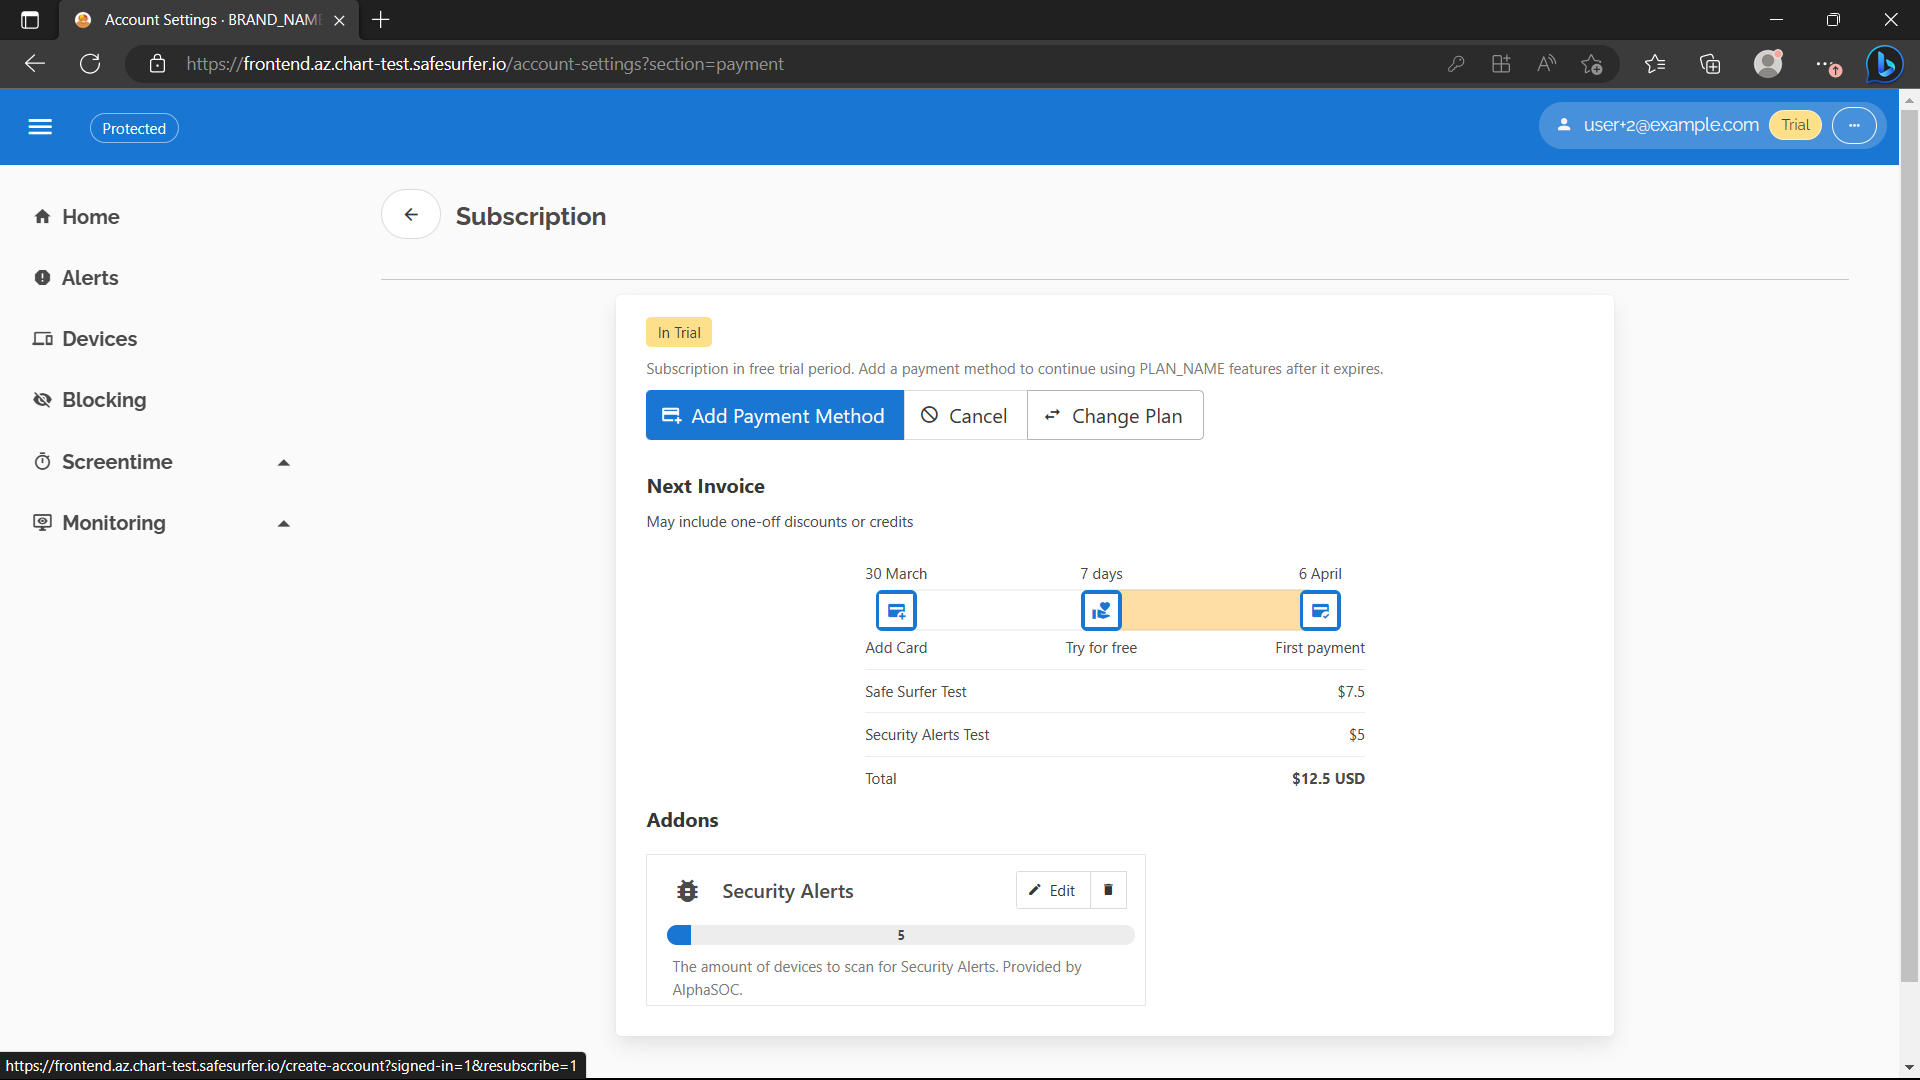 Account Settings · BRAND_NAME
https://frontend.az.chart-test.safesurfer.io/account-settings?section=payment
Protected
user+2@example.com
Trial
Home
Alerts
Devices
Blocking
Screentime
Monitoring
Subscription
In Trial
Subscription in free trial period. Add a payment method to continue using PLAN_NAME features after it expires.
Add Payment Method
Cancel
Change Plan
Next Invoice
May include one-off discounts or credits
30 March
7 days
6 April
Add Card
Try for free
First payment
Safe Surfer Test $7.5
Security Alerts Test $5
Total $12.5 USD
Addons
Security Alerts
Edit
5
The amount of devices to scan for Security Alerts. Provided by
AlphaSOC.
https://frontend.az.chart-test.safesurfer.io/create-account?signed-in=1&resubscribe=1